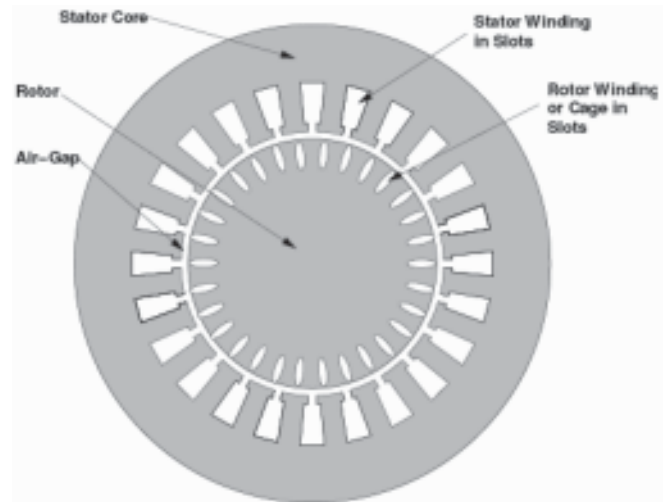 Stator Core
Stator Winding
in Slots
Rotor
Rotor Winding
or Cage in
Slots
Air-Gap